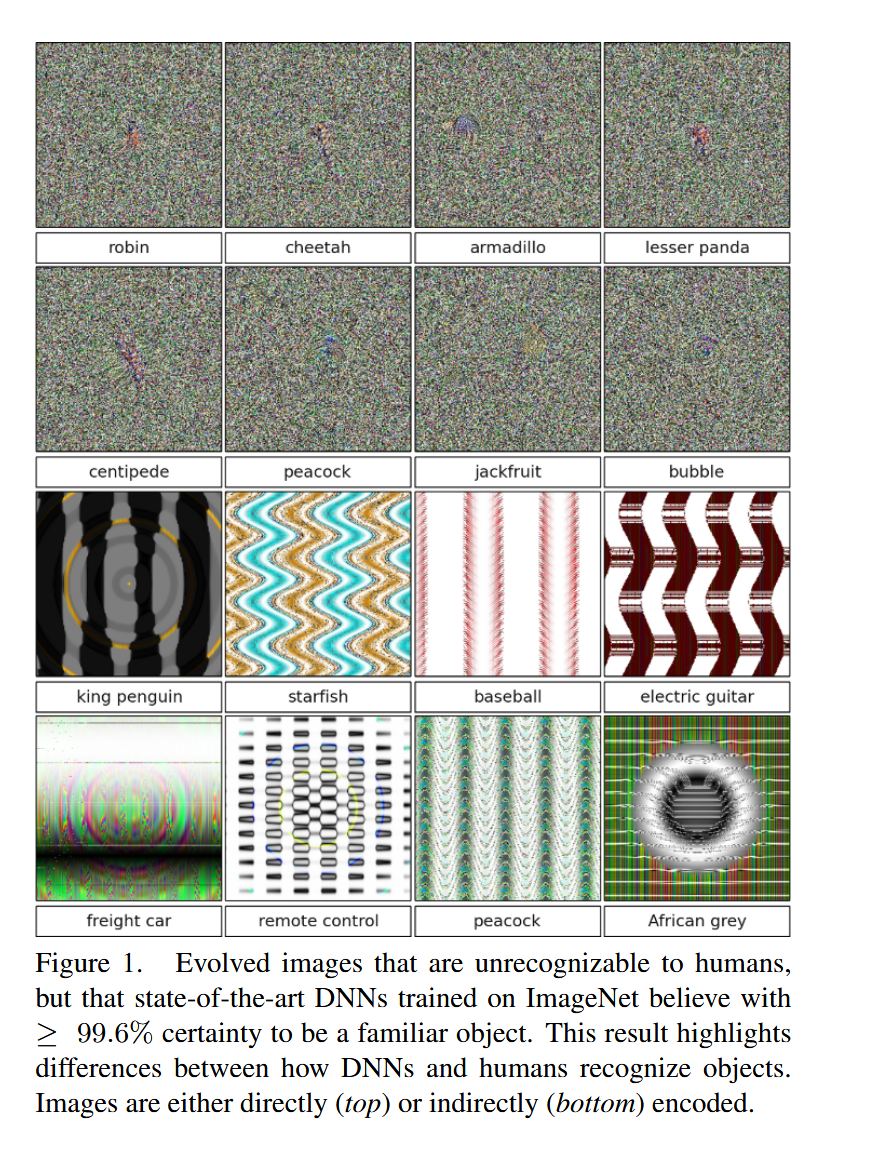 robin cheetah armadillo lesser panda
centipede peacock jackfruit bubble
king penguin starfish baseball electric guitar
freight car remote control peacock African grey
Figure 1. Evolved images that are unrecognizable to humans,
but that state-of-the-art DNNs trained on ImageNet believe with
≥ 99.6% certainty to be a familiar object. This result highlights
differences between how DNNs and humans recognize objects.
Images are either directly (top) or indirectly (bottom) encoded.